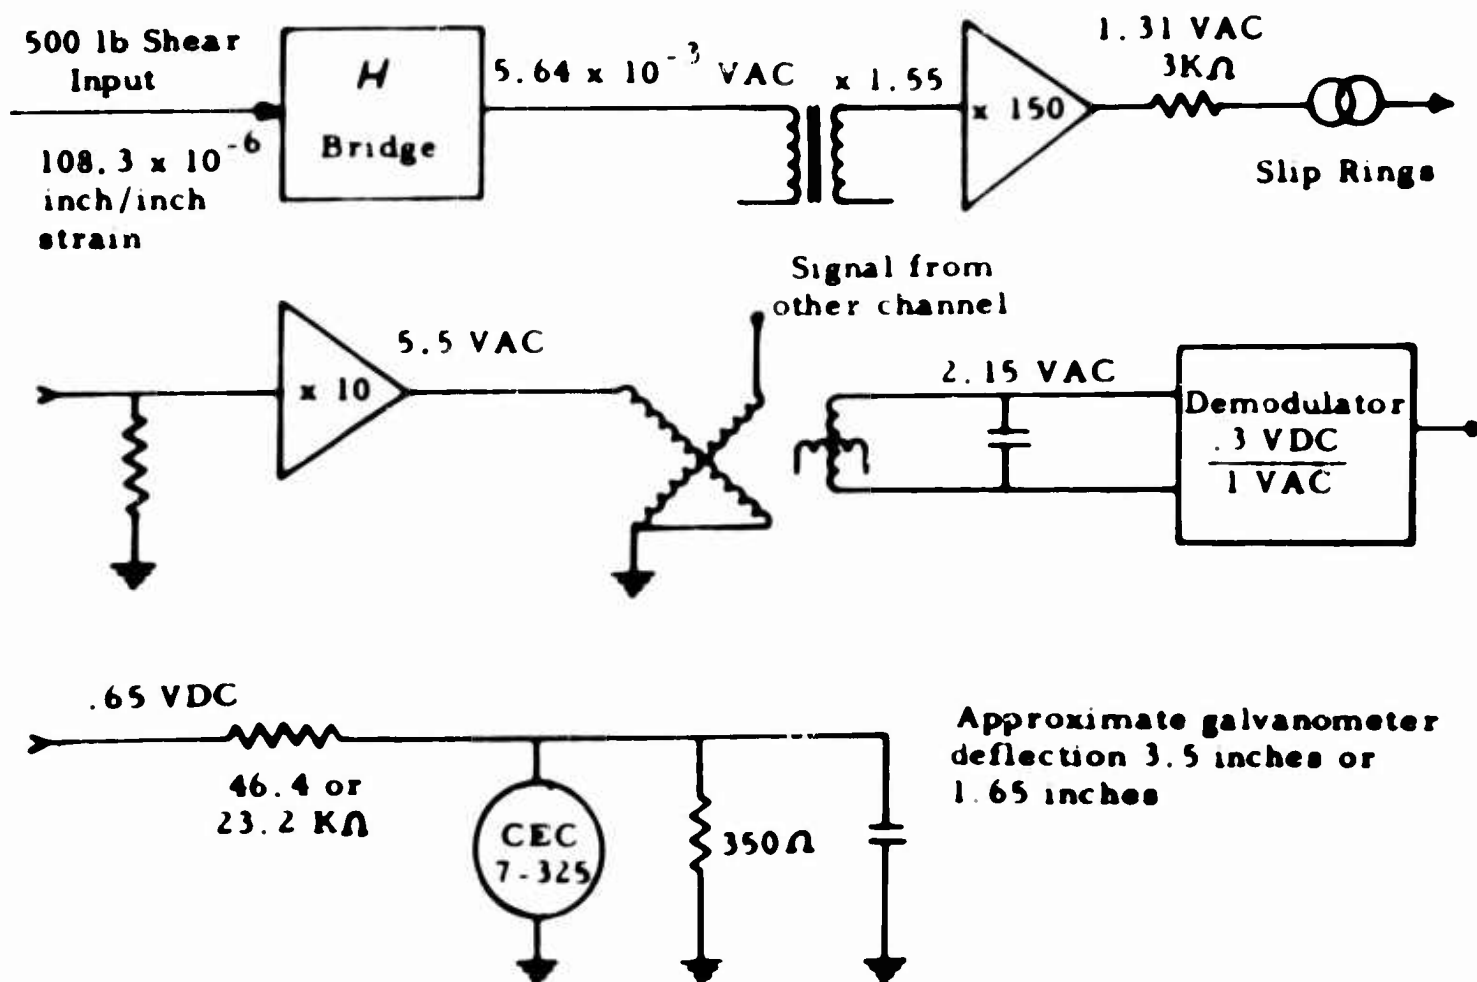 500 lb Shear
Input
108.3 x 10⁻⁶
inch/inch
strain
H
Bridge
5.64 x 10⁻³ VAC
x 1.55
x 150
1.31 VAC
3KΩ
Slip Rings
Signal from
other channel
x 10
5.5 VAC
2.15 VAC
Demodulator
.3 VDC
1 VAC
.65 VDC
46.4 or
23.2 KΩ
CEC
7-325
350Ω
Approximate galvanometer
deflection 3.5 inches or
1.65 inches